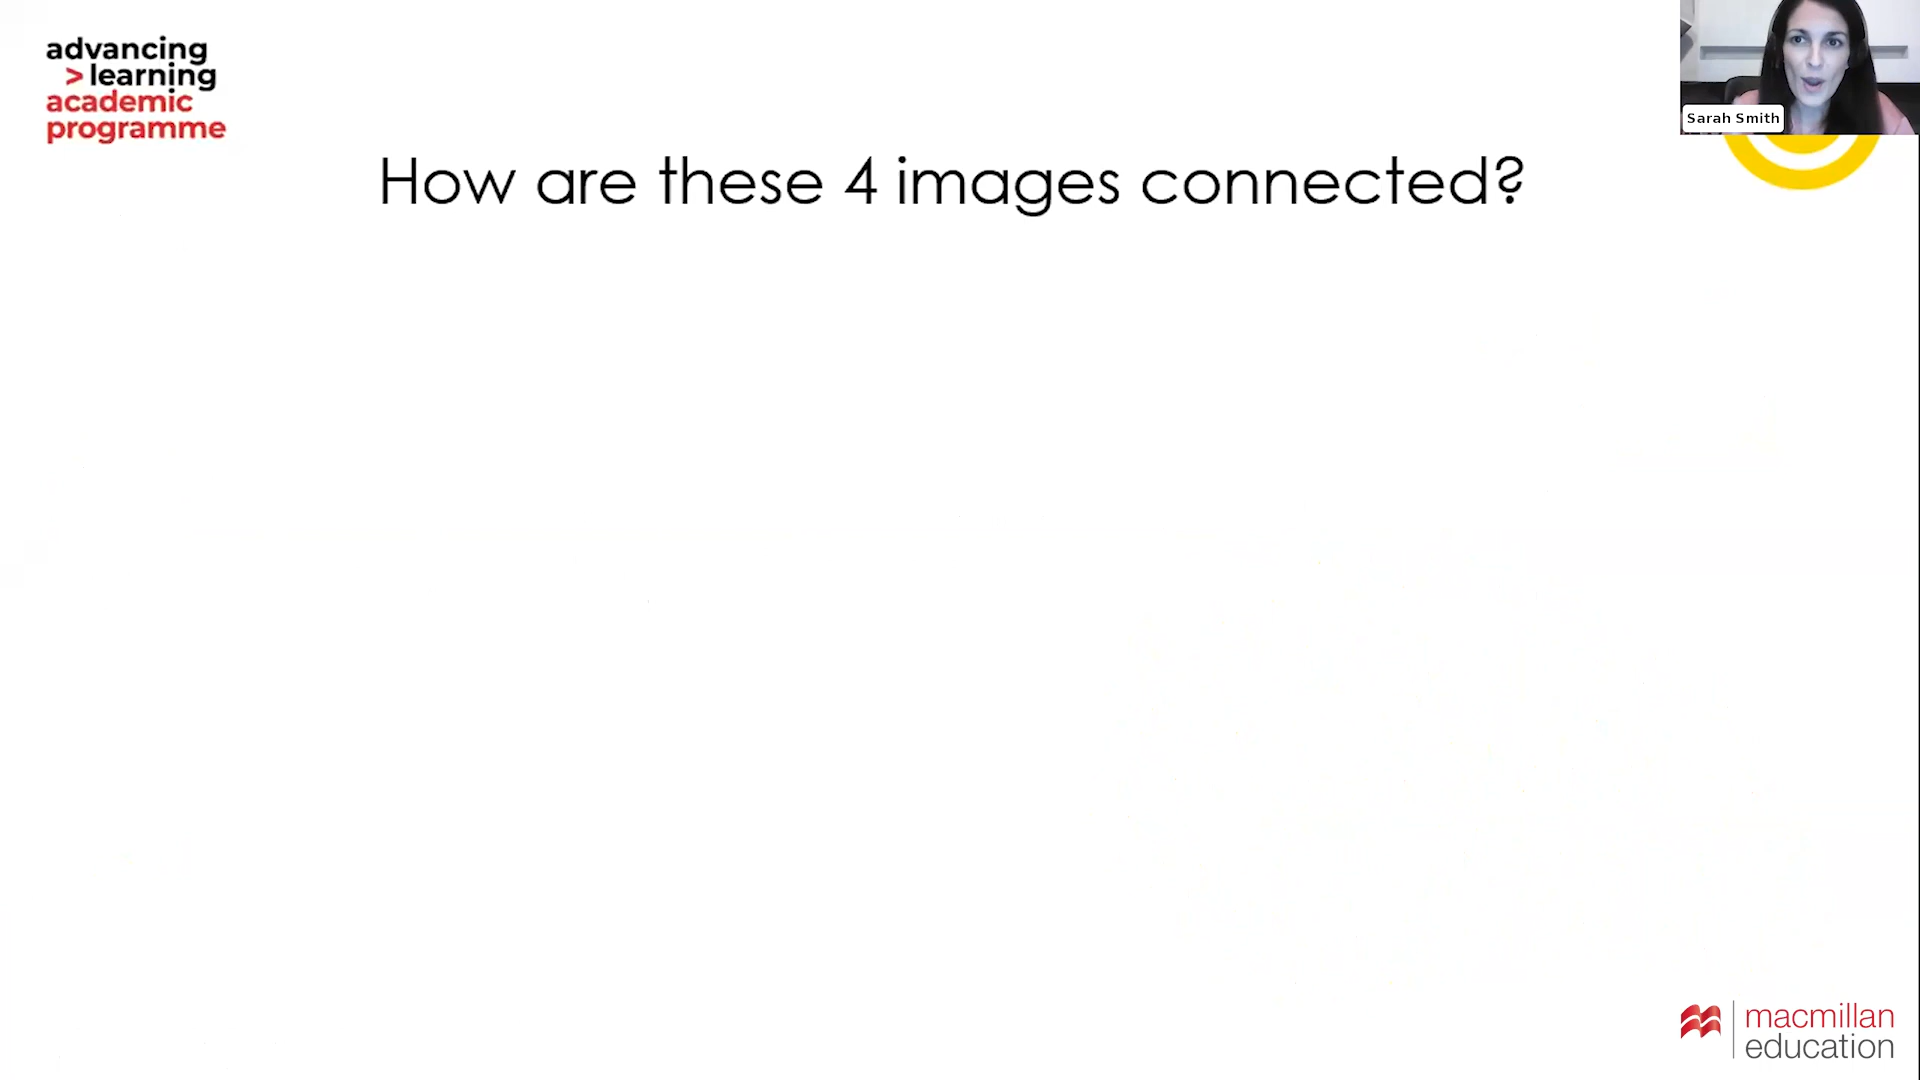 advancing
>learning
academic
programme
Sarah Smith
How are these 4 images connected?
macmillan
education